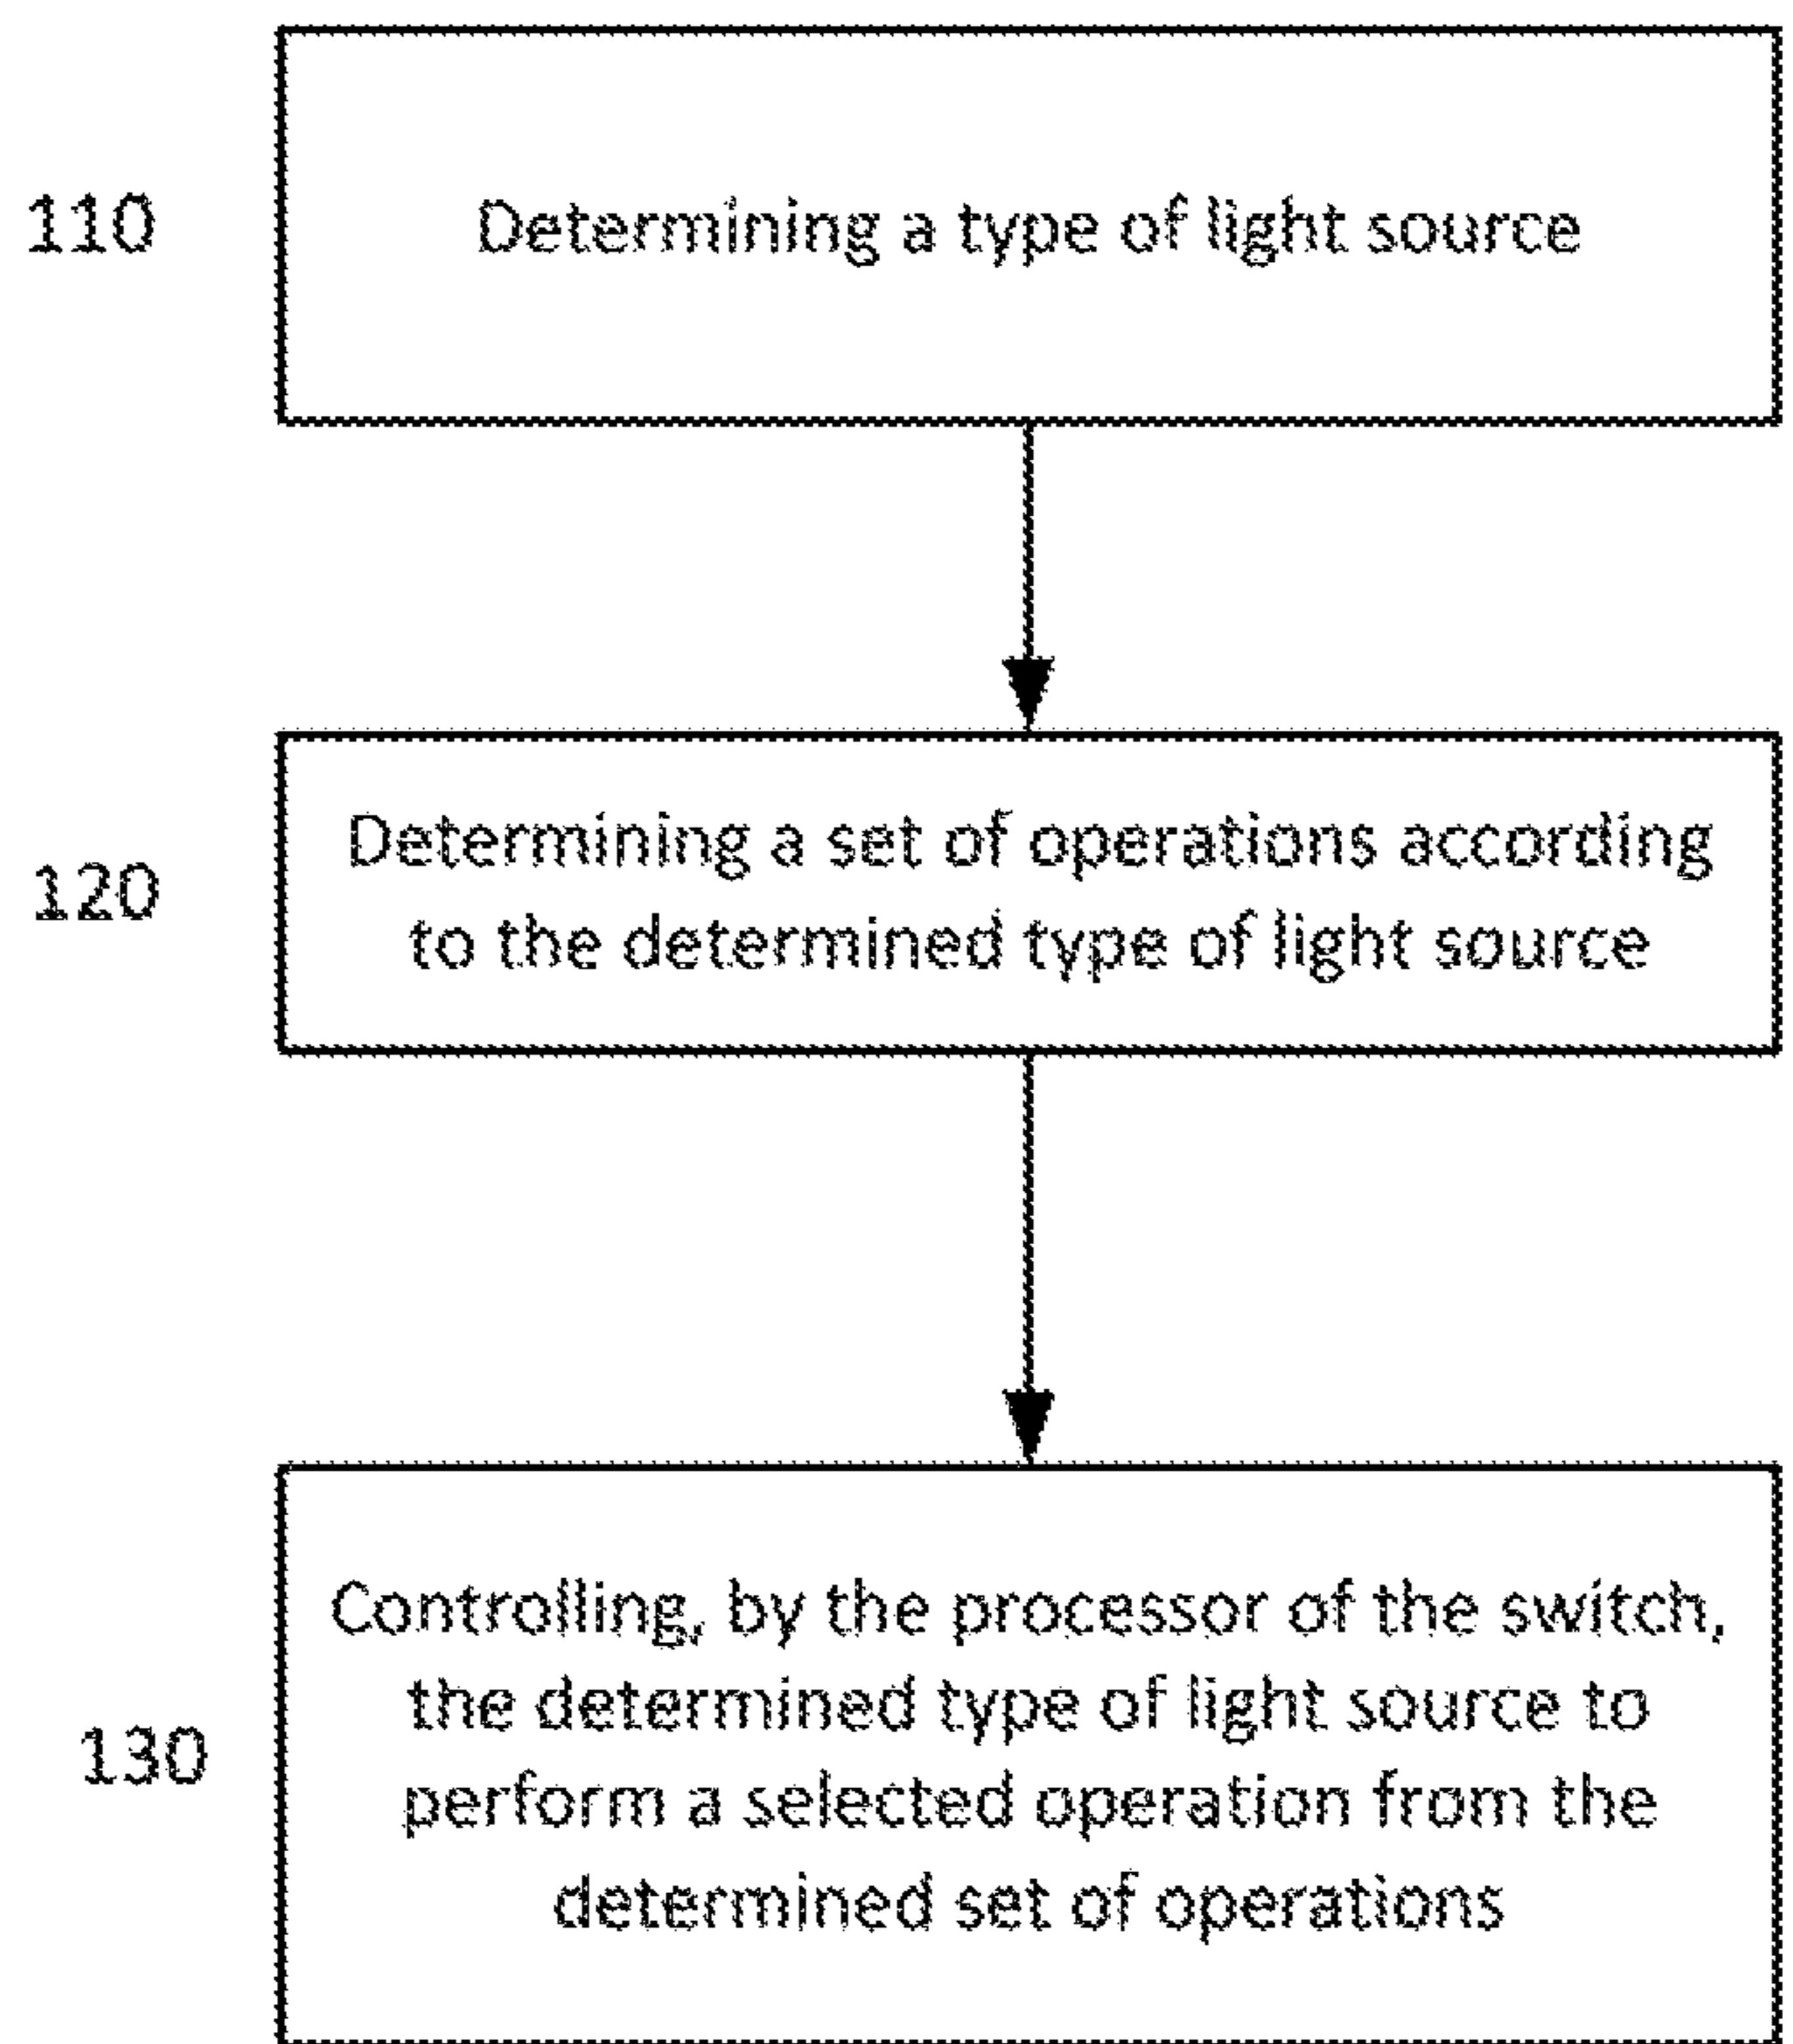 110
Determining a type of light source
120
Determining a set of operations according
to the determined type of light source
130
Controlling, by the processor of the switch,
the determined type of light source to
perform a selected operation from the
determined set of operations